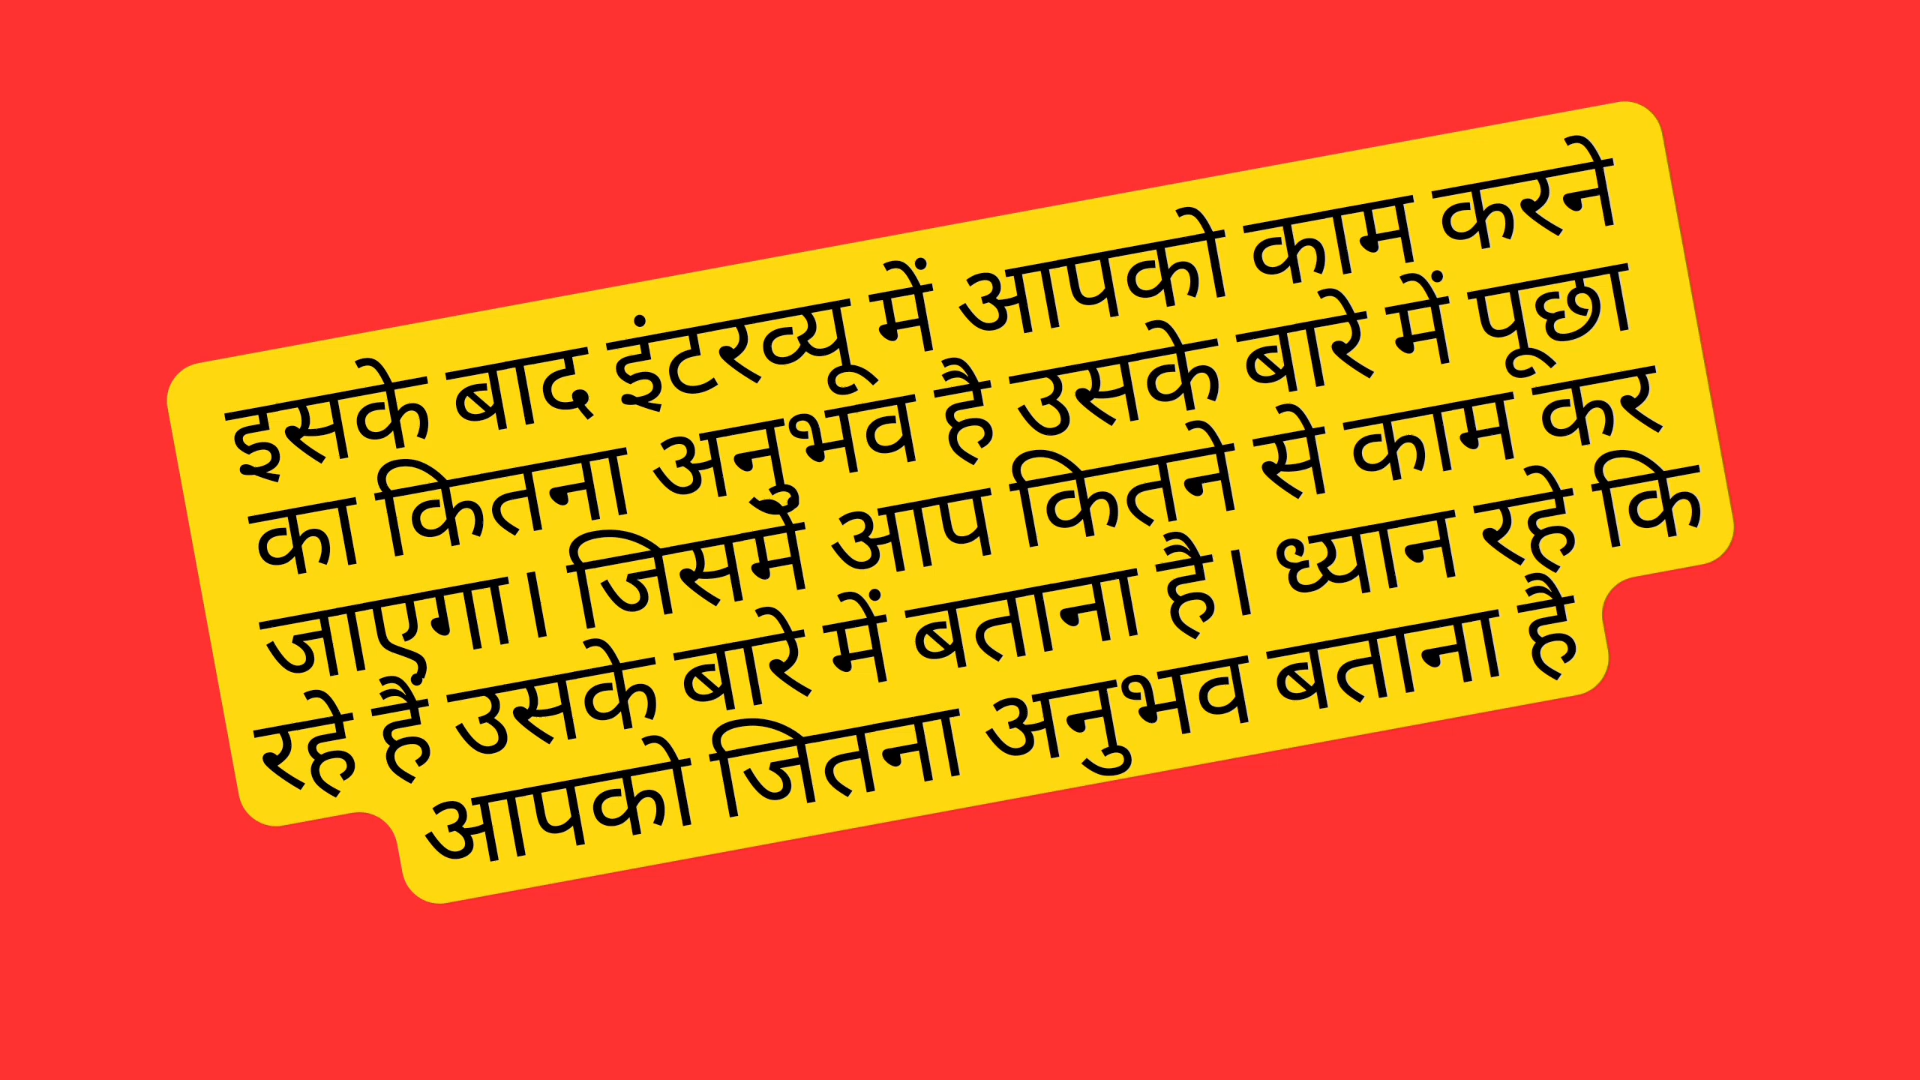 इसके बाद इंटरव्यू में आपको काम करने
का कितना अनुभव है उसके बारे में पूछा
जाएगा। जिसमें आप कितने से काम कर
रहे हैं उसके बारे में बताना है। ध्यान रहे कि
आपको जितना अनुभव बताना है